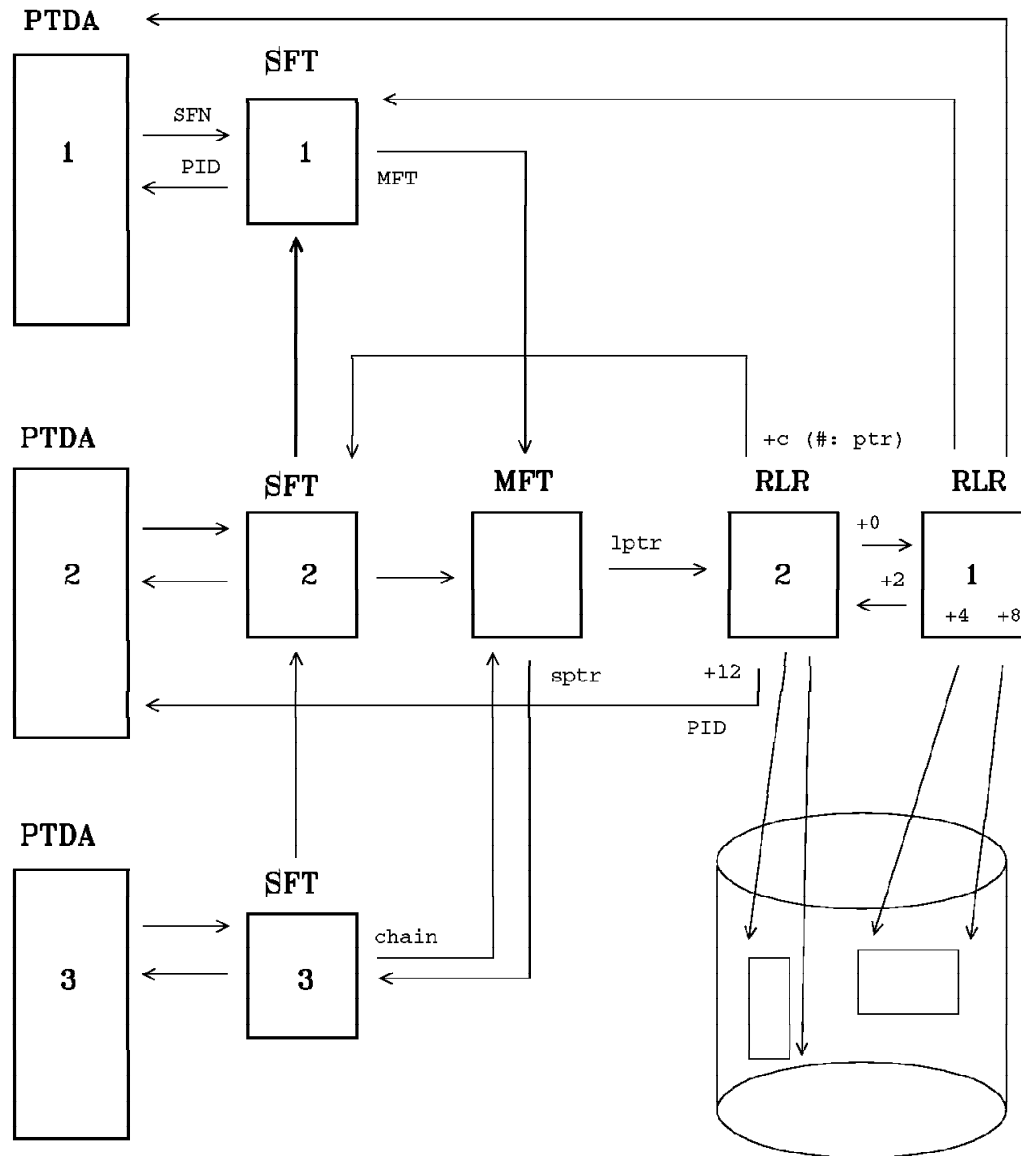 PTDA
SFT
SFN
1
1
PID
MFT
+c (#: ptr)
PTDA
SFT
MFT
RLR
RLR
+0
lptr
2
2
2
+2
1
+4
+8
sptr
+12
PID
PTDA
SFT
chain
3
3